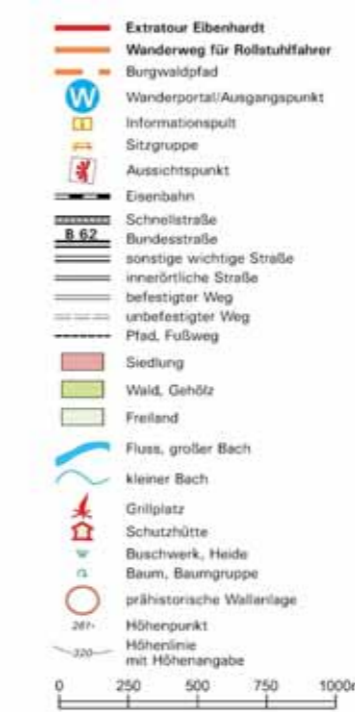 Extratour Eibenhardt
Wanderweg für Rollstuhlfahrer
Burgwaldpfad
W Wanderportal/Ausgangspunkt
i Informationspult
Sitzgruppe
Aussichtspunkt
Eisenbahn
Schnellstraße
B 62 Bundesstraße
sonstige wichtige Straße
innerörtliche Straße
befestigter Weg
unbefestigter Weg
Pfad, Fußweg
Siedlung
Wald, Gehölz
Freiland
Fluss, großer Bach
kleiner Bach
Grillplatz
Schutzhütte
Buschwerk, Heide
Baum, Baumgruppe
prähistorische Wallanlage
281 Höhenpunkt
320 Höhenlinie
mit Höhenangabe
0 250 500 750 1000m